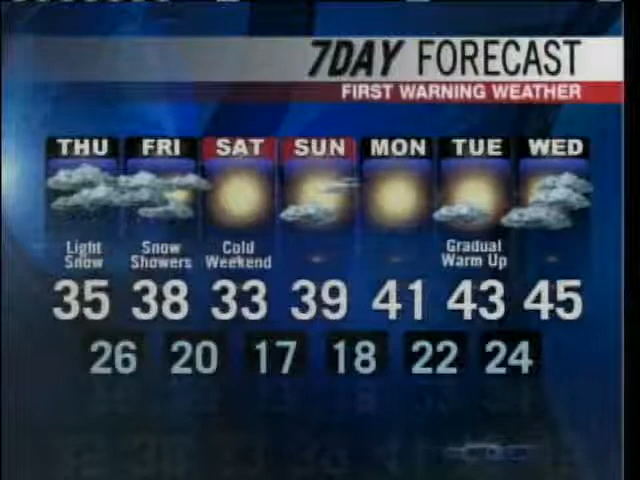 7DAY FORECAST
FIRST WARNING WEATHER
THU FRI SAT SUN MON TUE WED
Light Snow Snow Showers Cold Weekend Gradual Warm Up
35 38 33 39 41 43 45
26 20 17 18 22 24